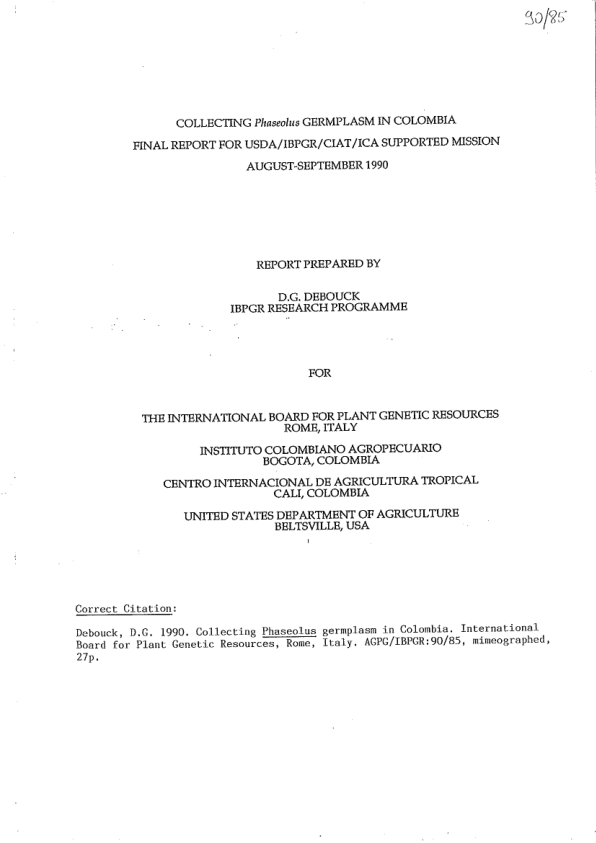 90/85
COLLECTING Phaseolus GERMPLASM IN COLOMBIA
FINAL REPORT FOR USDA/IBPGR/CIAT/ICA SUPPORTED MISSION
AUGUST-SEPTEMBER 1990
REPORT PREPARED BY
D.G. DEBOUCK
IBPGR RESEARCH PROGRAMME
FOR
THE INTERNATIONAL BOARD FOR PLANT GENETIC RESOURCES
ROME, ITALY
INSTITUTO COLOMBIANO AGROPECUARIO
BOGOTA, COLOMBIA
CENTRO INTERNACIONAL DE AGRICULTURA TROPICAL
CALI, COLOMBIA
UNITED STATES DEPARTMENT OF AGRICULTURE
BELTSVILLE, USA
Correct Citation:
Debouck, D.G. 1990. Collecting Phaseolus germplasm in Colombia. International
Board for Plant Genetic Resources, Rome, Italy. AGPG/IBPGR:90/85, mimeographed,
27p.